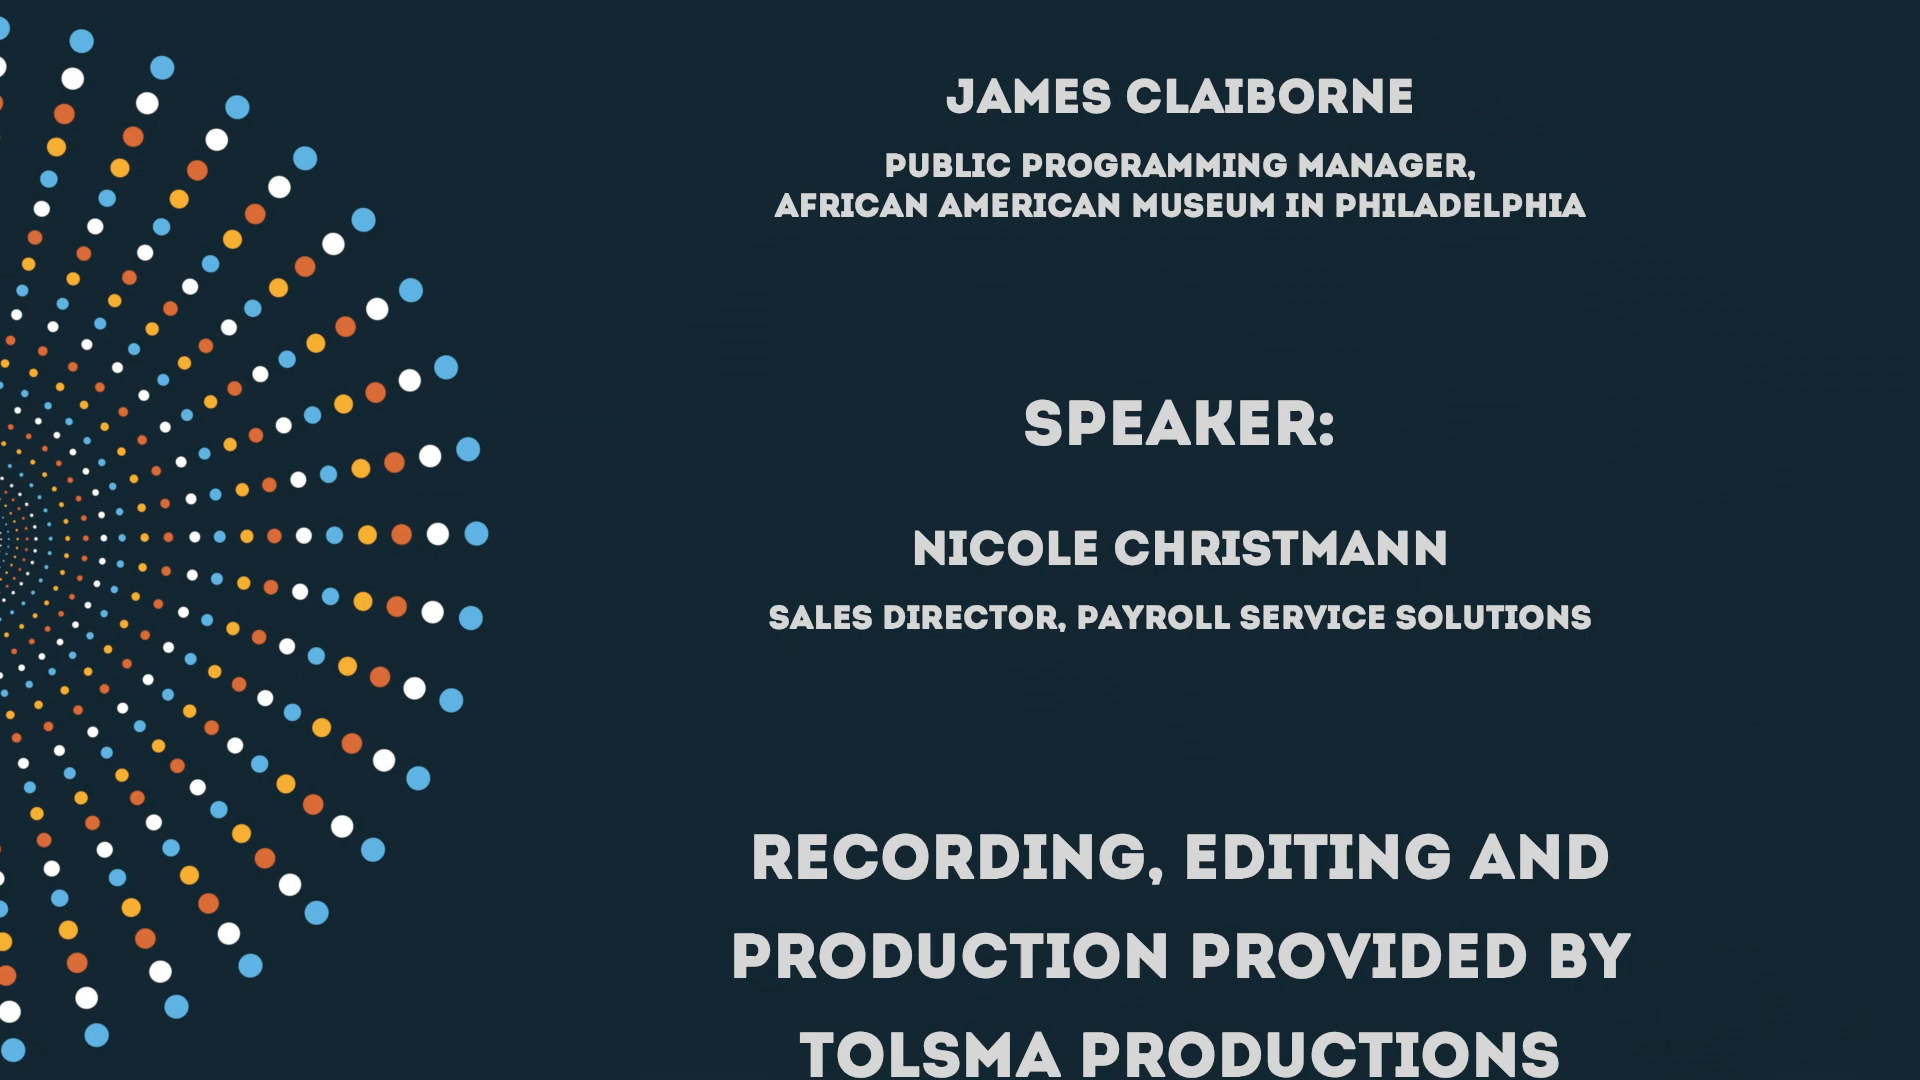 JAMES CLAIBORNE
PUBLIC PROGRAMMING MANAGER,
AFRICAN AMERICAN MUSEUM IN PHILADELPHIA
SPEAKER:
NICOLE CHRISTMANN
SALES DIRECTOR, PAYROLL SERVICE SOLUTIONS
RECORDING, EDITING AND
PRODUCTION PROVIDED BY
TOLSMA PRODUCTIONS